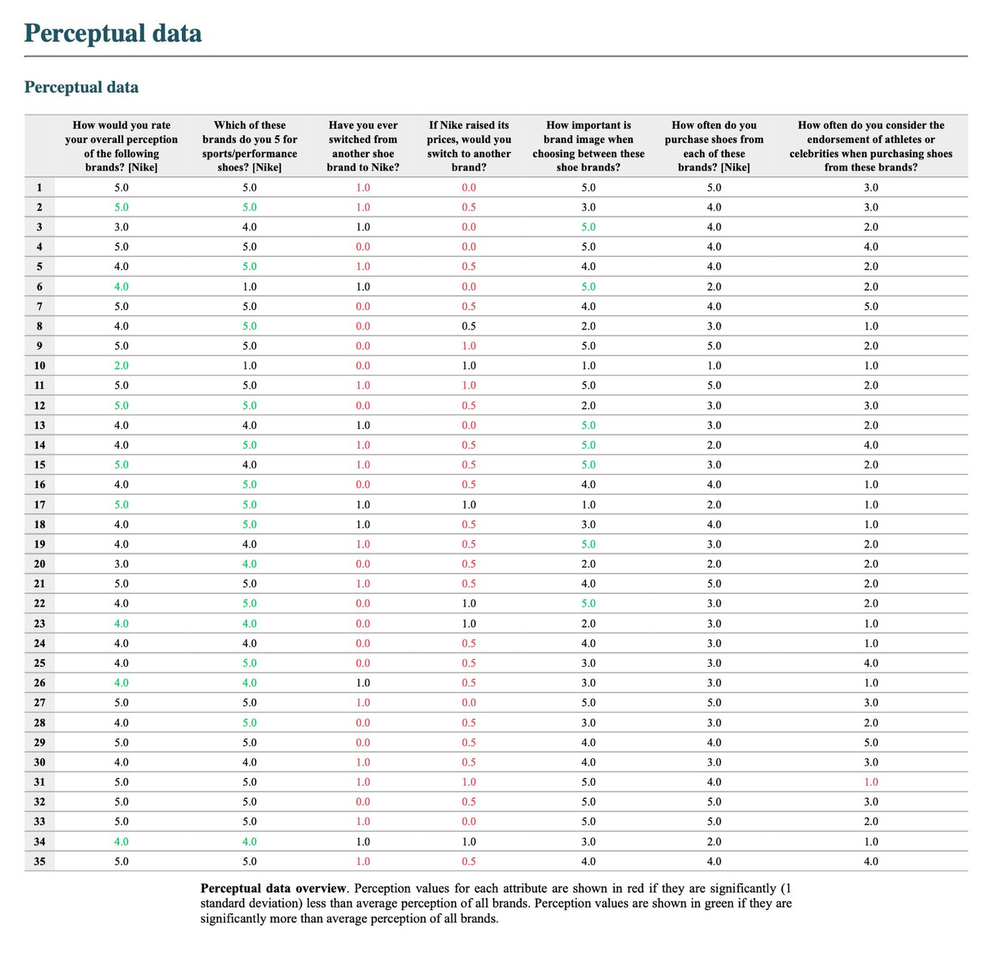 Perceptual data
Perceptual data
How would you rate your overall perception of the following brands? [Nike] Which of these brands do you 5 for sports/performance shoes? [Nike] Have you ever switched from another shoe brand to Nike? If Nike raised its prices, would you switch to another brand? How important is brand image when choosing between these shoe brands? How often do you purchase shoes from each of these brands? [Nike] How often do you consider the endorsement of athletes or celebrities when purchasing shoes from these brands?
1 5.0 5.0 1.0 0.0 5.0 5.0 3.0
2 5.0 5.0 1.0 0.5 3.0 4.0 3.0
3 3.0 4.0 1.0 0.0 5.0 4.0 2.0
4 5.0 5.0 0.0 0.0 5.0 4.0 4.0
5 4.0 5.0 1.0 0.5 4.0 4.0 2.0
6 4.0 1.0 1.0 0.0 5.0 2.0 2.0
7 5.0 5.0 0.0 0.5 4.0 4.0 5.0
8 4.0 5.0 0.0 0.5 2.0 3.0 1.0
9 5.0 5.0 0.0 1.0 5.0 5.0 2.0
10 2.0 1.0 0.0 1.0 1.0 1.0 1.0
11 5.0 5.0 1.0 1.0 5.0 5.0 2.0
12 5.0 5.0 0.0 0.5 2.0 3.0 3.0
13 4.0 4.0 1.0 0.0 5.0 3.0 2.0
14 4.0 5.0 1.0 0.5 5.0 2.0 4.0
15 5.0 4.0 1.0 0.5 5.0 3.0 2.0
16 4.0 5.0 0.0 0.5 4.0 4.0 1.0
17 5.0 5.0 1.0 1.0 1.0 2.0 1.0
18 4.0 5.0 1.0 0.5 3.0 4.0 1.0
19 4.0 4.0 1.0 0.5 5.0 3.0 2.0
20 3.0 4.0 0.0 0.5 2.0 2.0 2.0
21 5.0 5.0 1.0 0.5 4.0 5.0 2.0
22 4.0 5.0 0.0 1.0 5.0 3.0 2.0
23 4.0 4.0 0.0 1.0 2.0 3.0 1.0
24 4.0 4.0 0.0 0.5 4.0 3.0 1.0
25 4.0 5.0 0.0 0.5 3.0 3.0 4.0
26 4.0 4.0 1.0 0.5 3.0 3.0 1.0
27 5.0 5.0 1.0 0.0 5.0 5.0 3.0
28 4.0 5.0 0.0 0.5 3.0 3.0 2.0
29 5.0 5.0 0.0 0.5 4.0 4.0 5.0
30 4.0 4.0 1.0 0.5 4.0 3.0 3.0
31 5.0 5.0 1.0 1.0 5.0 4.0 1.0
32 5.0 5.0 0.0 0.5 5.0 5.0 3.0
33 5.0 5.0 1.0 0.0 5.0 5.0 2.0
34 4.0 4.0 1.0 1.0 3.0 2.0 1.0
35 5.0 5.0 1.0 0.5 4.0 4.0 4.0
Perceptual data overview. Perception values for each attribute are shown in red if they are significantly (1
standard deviation) less than average perception of all brands. Perception values are shown in green if they are
significantly more than average perception of all brands.